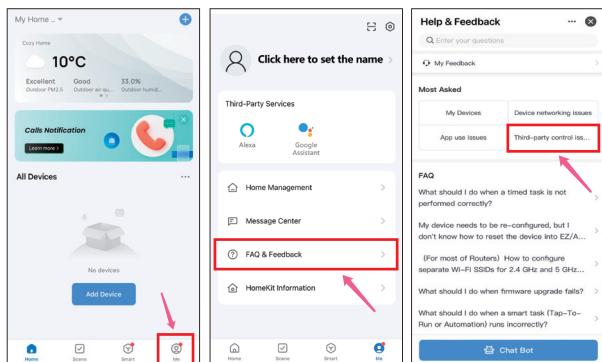 My Home ..
Cozy Home
10°C
Excellent Good 33.0%
Outdoor PM2.5 Outdoor air qu... Outdoor humid...
Calls Notification
Learn more >
All Devices
...
No devices
Add Device
Home Scene Smart Me
Click here to set the name
Third-Party Services
Alexa Google
Assistant
Home Management
Message Center
FAQ & Feedback
HomeKit Information
Home Scene Smart Me
Help & Feedback
...
Enter your questions
My Feedback
Most Asked
My Devices Device networking issues
App use issues Third-party control iss...
FAQ
What should I do when a timed task is not
performed correctly?
My device needs to be re-configured, but I
don't know how to reset the device into EZ/A...
(For most of Routers) How to configure
separate Wi-Fi SSIDs for 2.4 GHz and 5 GHz...
What should I do when firmware upgrade fails?
What should I do when a smart task (Tap-To-
Run or Automation) runs incorrectly?
Chat Bot